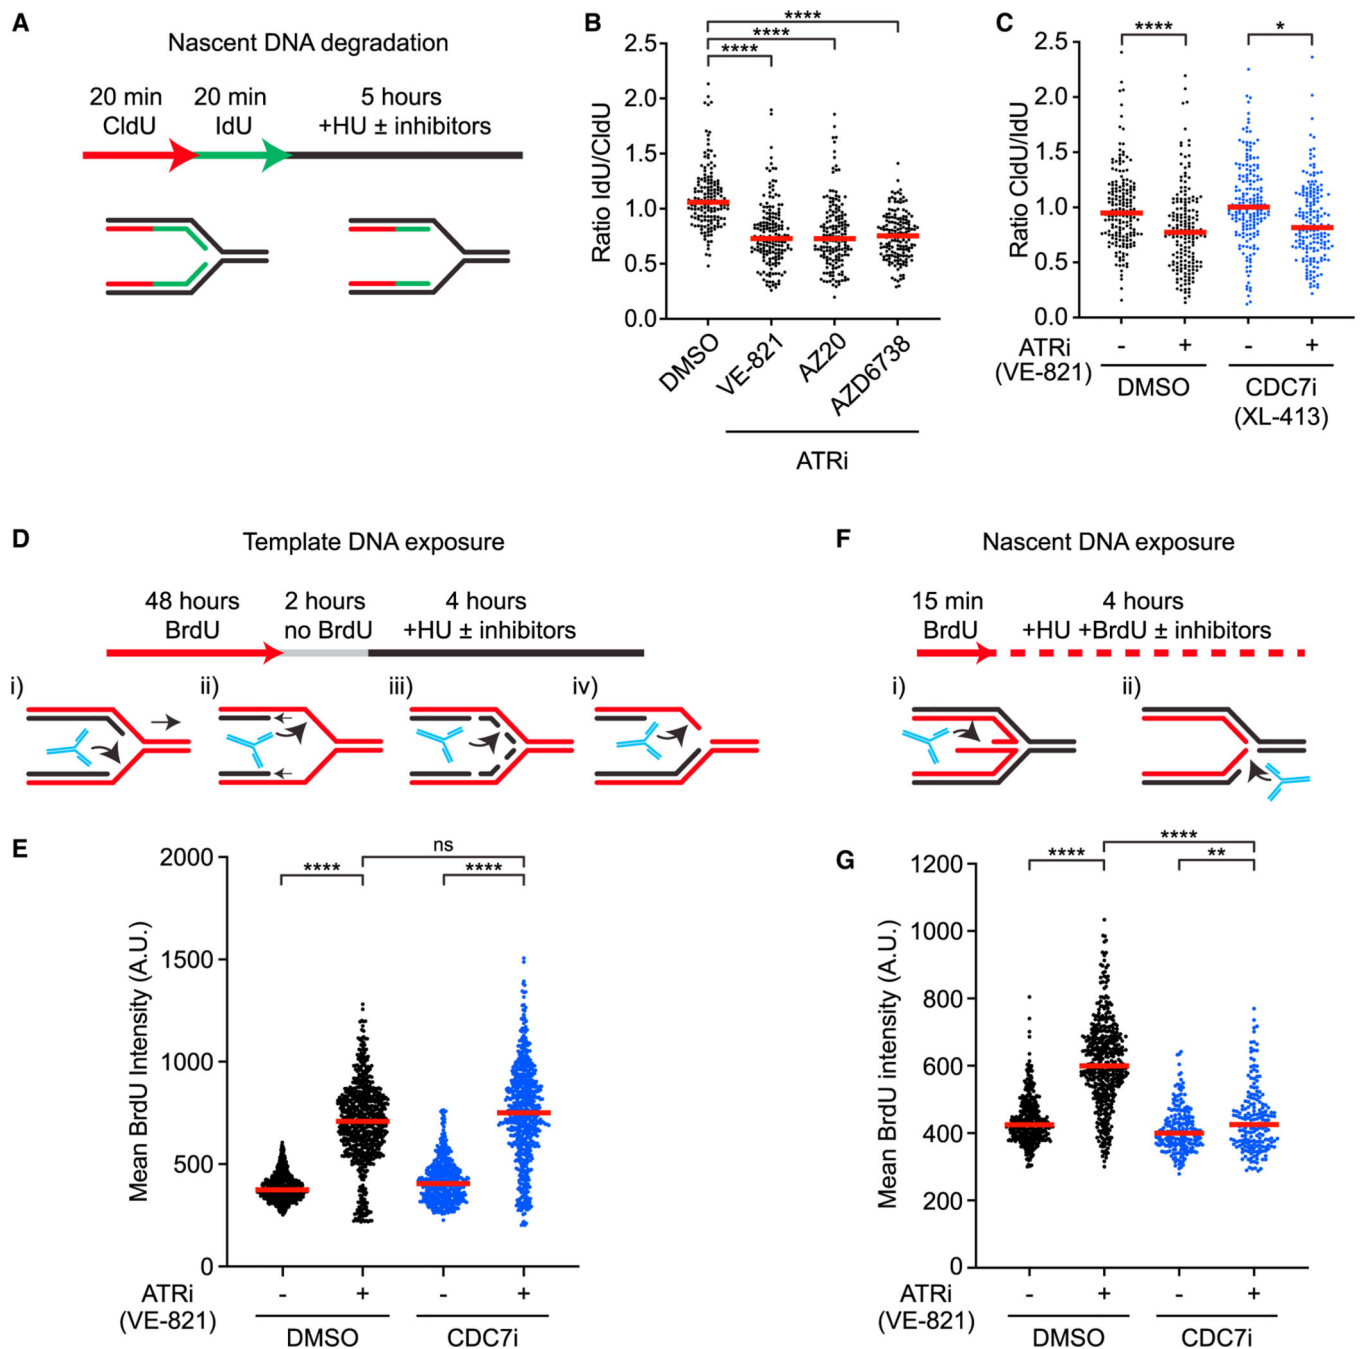 A
Nascent DNA degradation
20 min
CldU
20 min
IdU
5 hours
+HU ± inhibitors
B
****
****
****
Ratio IdU/CldU
2.5
2.0
1.5
1.0
0.5
0.0
DMSO
VE-821
AZ20
AZD6738
ATRi
C
****
*
Ratio CldU/IdU
2.5
2.0
1.5
1.0
0.5
0.0
ATRi - + - +
(VE-821)
DMSO
CDC7i
(XL-413)
D
Template DNA exposure
48 hours
BrdU
2 hours
no BrdU
4 hours
+HU ± inhibitors
i)
ii)
iii)
iv)
F
Nascent DNA exposure
15 min
BrdU
4 hours
+HU +BrdU ± inhibitors
i)
ii)
E
ns
****
****
Mean BrdU Intensity (A.U.)
2000
1500
1000
500
0
ATRi - + - +
(VE-821)
DMSO
CDC7i
G
****
****
**
Mean BrdU intensity (A.U.)
1200
1000
800
600
400
200
0
ATRi - + - +
(VE-821)
DMSO
CDC7i